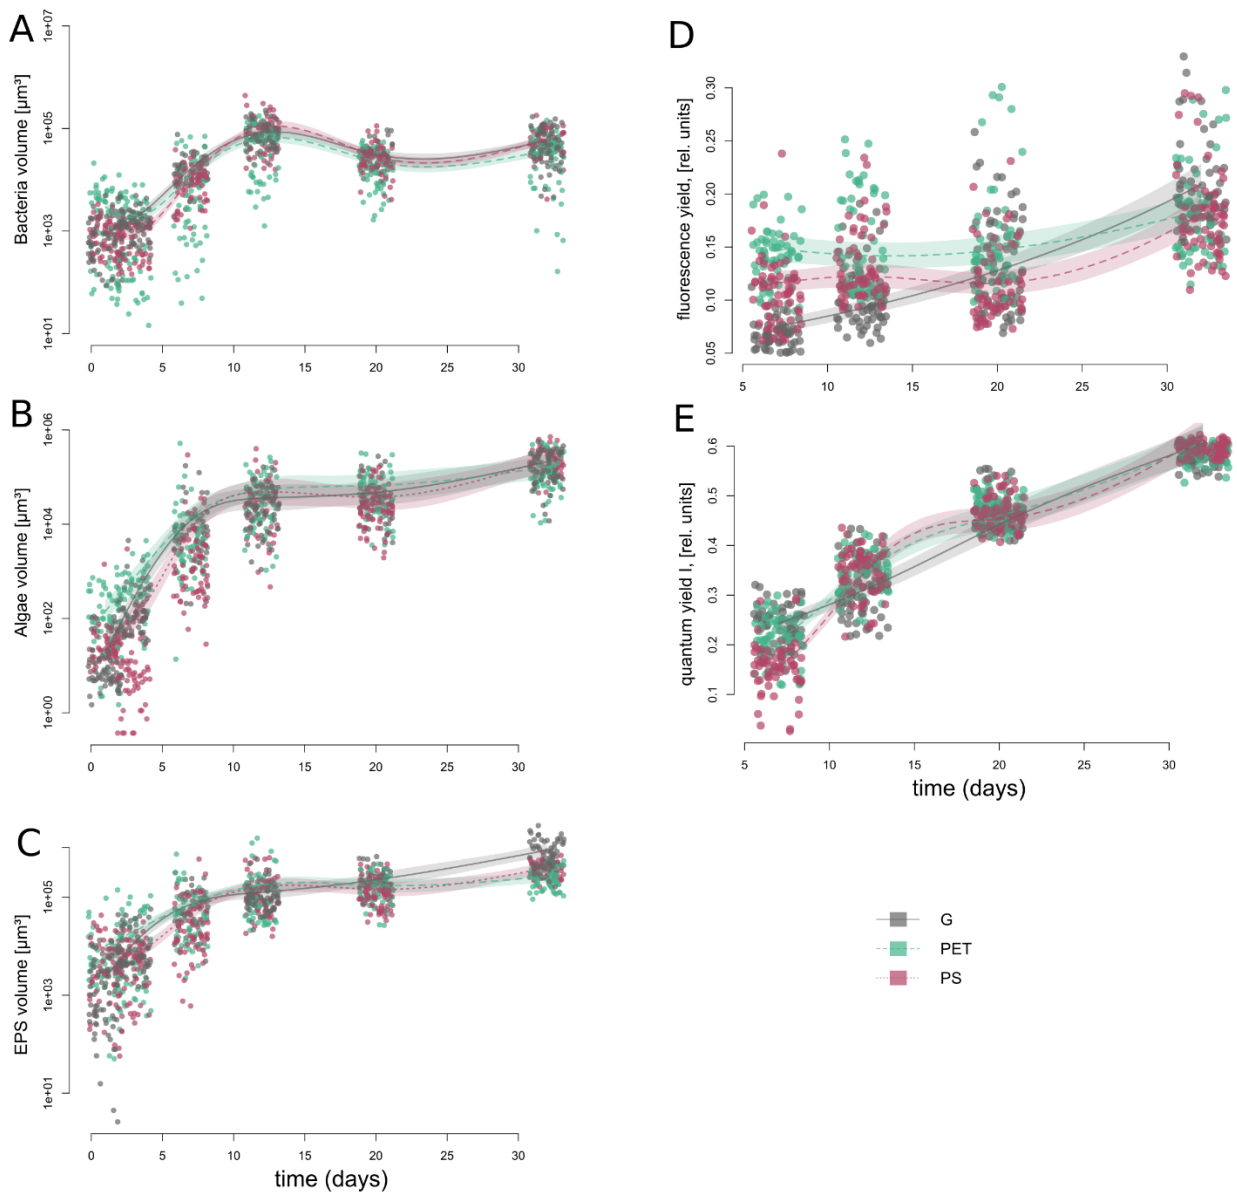 A
Bacteria volume [µm³]
1e+07
1e+05
1e+03
1e+01
0 5 10 15 20 25 30
B
Algae volume [µm³]
1e+06
1e+04
1e+02
1e+00
0 5 10 15 20 25 30
C
EPS volume [µm³]
1e+05
1e+03
1e+01
0 5 10 15 20 25 30
time (days)
D
fluorescence yield, [rel. units]
0.30
0.25
0.20
0.15
0.10
0.05
5 10 15 20 25 30
E
quantum yield I, [rel. units]
0.6
0.5
0.4
0.3
0.2
0.1
5 10 15 20 25 30
time (days)
G
PET
PS